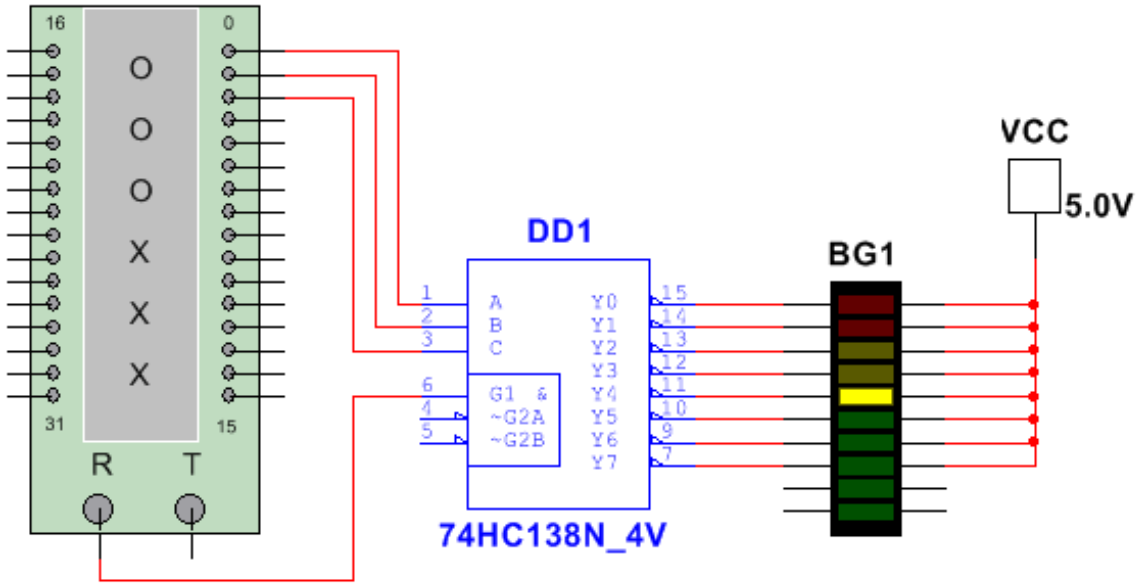 16 0
O
O
O
X
X
X
31 15
R T
VCC
5.0V
DD1
BG1
1 A Y0 15
2 B Y1 14
3 C Y2 13
Y3 12
6 G1 & Y4 11
4 ~G2A Y5 10
5 ~G2B Y6 9
Y7 7
74HC138N_4V